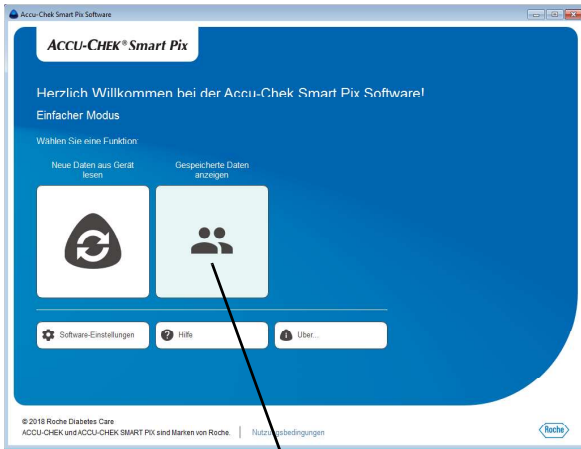 Accu-Chek Smart Pix Software
ACCU-CHEK® Smart Pix
Herzlich Willkommen bei der Accu-Chek Smart Pix Software!
Einfacher Modus
Wählen Sie eine Funktion:
Neue Daten aus Gerät
lesen
Gespeicherte Daten
anzeigen
Software-Einstellungen
Hilfe
Über...
© 2018 Roche Diabetes Care
ACCU-CHEK und ACCU-CHEK SMART PIX sind Marken von Roche.
Nutzungsbedingungen
Roche